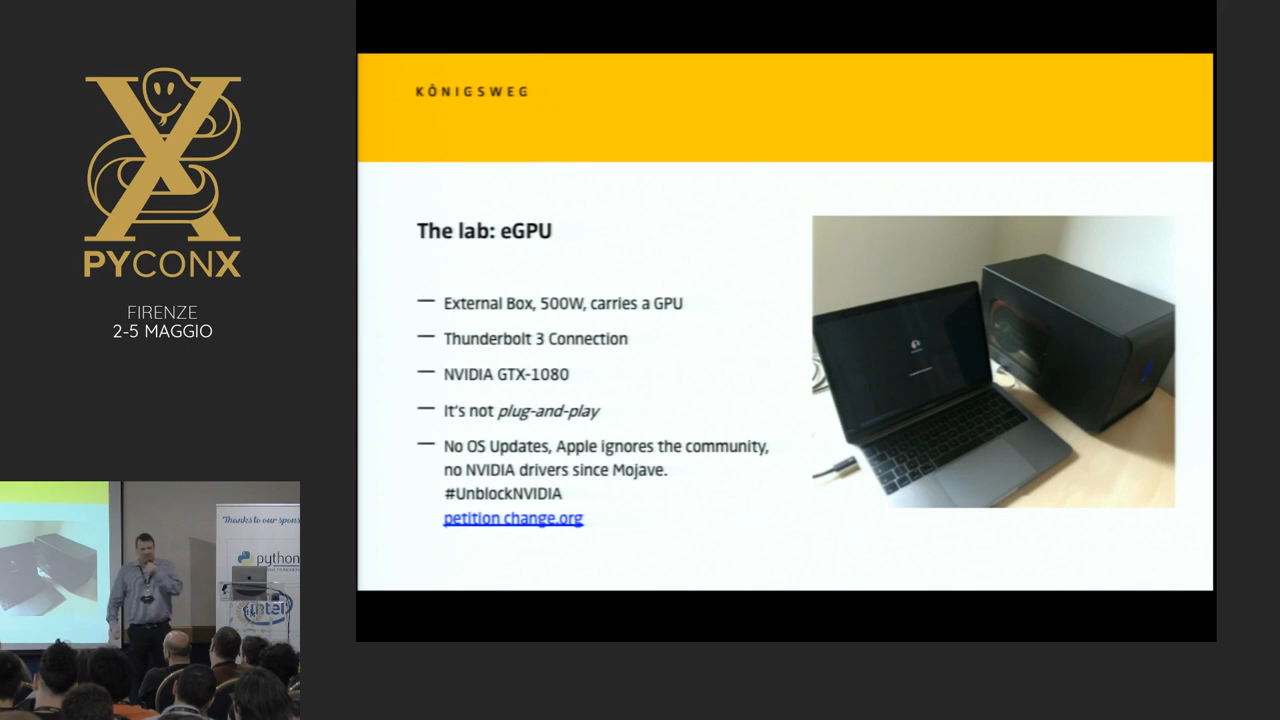 PYCONX
FIRENZE
2-5 MAGGIO
KÖNIGSWEG
The lab: eGPU
— External Box, 500W, carries a GPU
— Thunderbolt 3 Connection
— NVIDIA GTX-1080
— It's not plug-and-play
— No OS Updates, Apple ignores the community,
no NVIDIA drivers since Mojave.
#UnblockNVIDIA
petition change.org
Thanks to our spons
python
intel